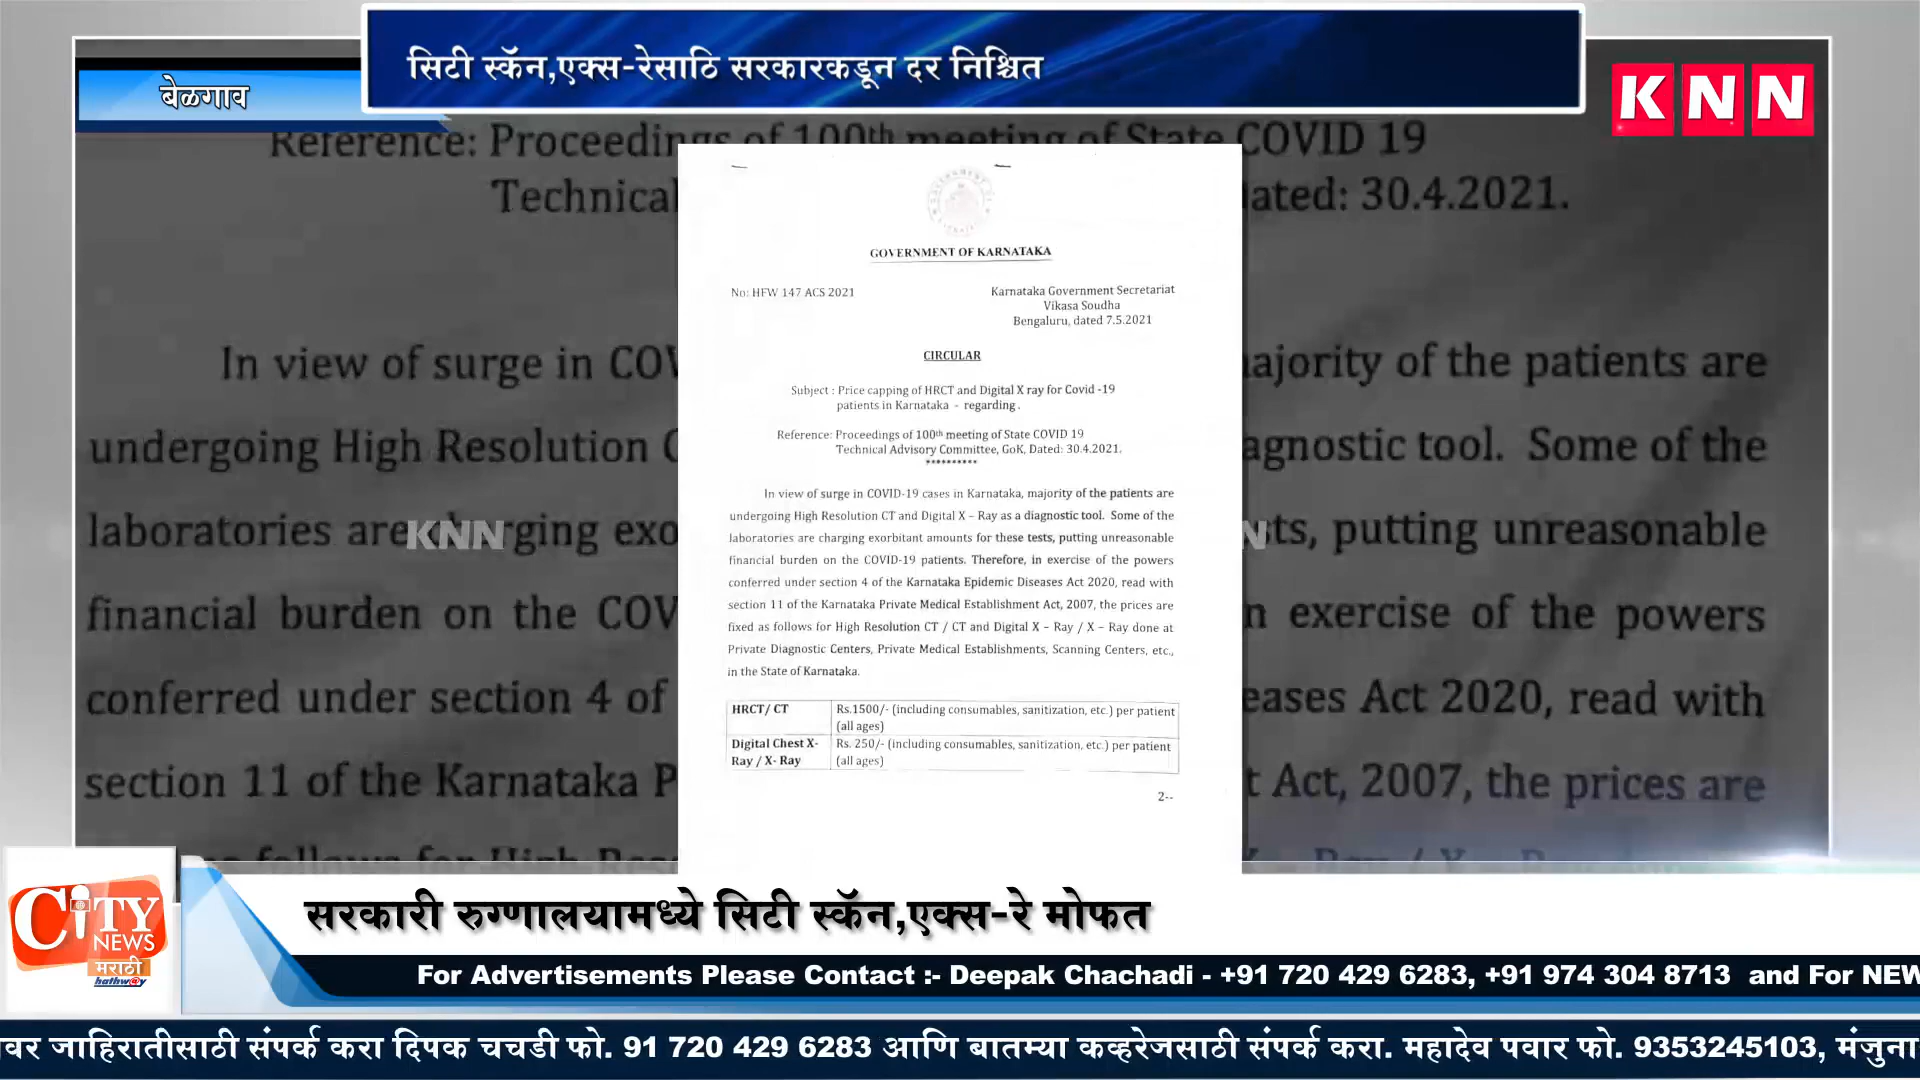 सिटी स्कॅन,एक्स-रेसाठि सरकारकडून दर निश्चित
बेळगाव
KNN
Reference: Proceedings of 100th meeting of State COVID 19
Technical
ated: 30.4.2021.
In view of surge in COV
ajority of the patients are
undergoing High Resolution C
agnostic tool. Some of the
laboratories are charging exo
sts, putting unreasonable
financial burden on the COV
n exercise of the powers
conferred under section 4 of
eases Act 2020, read with
section 11 of the Karnataka P
t Act, 2007, the prices are
KNN
GOVERNMENT OF KARNATAKA
No: HFW 147 ACS 2021
Karnataka Government Secretariat
Vikasa Soudha
Bengaluru, dated 7.5.2021
CIRCULAR
Subject : Price capping of HRCT and Digital X ray for Covid -19
patients in Karnataka - regarding .
Reference: Proceedings of 100th meeting of State COVID 19
Technical Advisory Committee, GoK, Dated: 30.4.2021.
**********
In view of surge in COVID-19 cases in Karnataka, majority of the patients are
undergoing High Resolution CT and Digital X – Ray as a diagnostic tool. Some of the
laboratories are charging exorbitant amounts for these tests, putting unreasonable
financial burden on the COVID-19 patients. Therefore, in exercise of the powers
conferred under section 4 of the Karnataka Epidemic Diseases Act 2020, read with
section 11 of the Karnataka Private Medical Establishment Act, 2007, the prices are
fixed as follows for High Resolution CT / CT and Digital X – Ray / X – Ray done at
Private Diagnostic Centers, Private Medical Establishments, Scanning Centers, etc.,
in the State of Karnataka.
HRCT/ CT
Rs.1500/- (including consumables, sanitization, etc.) per patient
(all ages)
Digital Chest X-
Ray / X- Ray
Rs. 250/- (including consumables, sanitization, etc.) per patient
(all ages)
2--
CiTY
NEWS
मराठी
hathw@y
सरकारी रुग्णालयामध्ये सिटी स्कॅन,एक्स-रे मोफत
For Advertisements Please Contact :- Deepak Chachadi - +91 720 429 6283, +91 974 304 8713 and For NEW
वर जाहिरातीसाठी संपर्क करा दिपक चचडी फो. 91 720 429 6283 आणि बातम्या कव्हरेजसाठी संपर्क करा. महादेव पवार फो. 9353245103, मंजुना